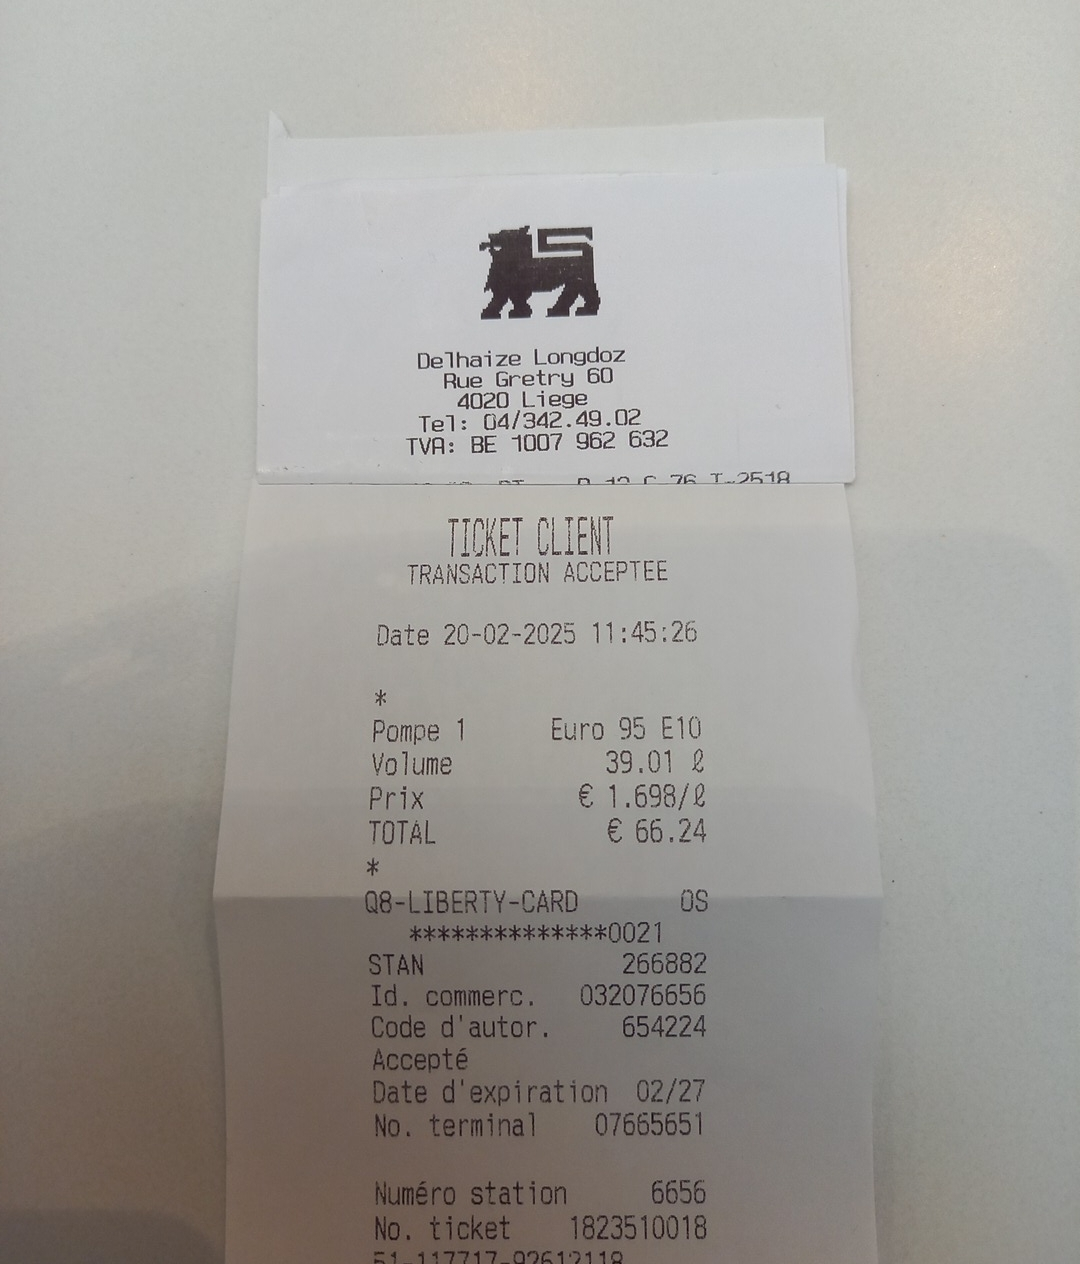 Delhaize Longdoz
Rue Gretry 60
4020 Liege
Tel: 04/342.49.02
TVA: BE 1007 962 632
TICKET CLIENT
TRANSACTION ACCEPTEE
Date 20-02-2025 11:45:26
*
Pompe 1 Euro 95 E10
Volume 39.01 ℓ
Prix € 1.698/ℓ
TOTAL € 66.24
*
Q8-LIBERTY-CARD OS
**************0021
STAN 266882
Id. commerc. 032076656
Code d'autor. 654224
Accepté
Date d'expiration 02/27
No. terminal 07665651
Numéro station 6656
No. ticket 1823510018